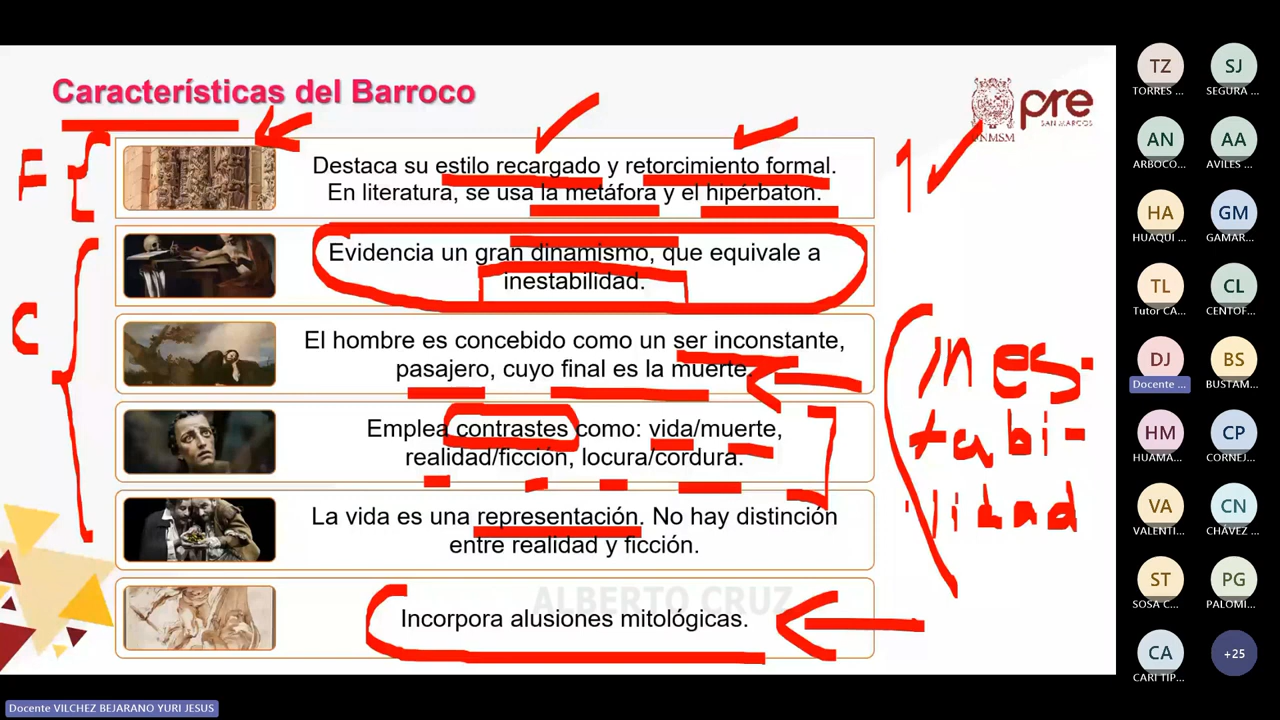 Características del Barroco
UNMSM
pre
SAN MARCOS
F
Destaca su estilo recargado y retorcimiento formal.
En literatura, se usa la metáfora y el hipérbaton.
1
Evidencia un gran dinamismo, que equivale a
inestabilidad.
C
El hombre es concebido como un ser inconstante,
pasajero, cuyo final es la muerte.
Emplea contrastes como: vida/muerte,
realidad/ficción, locura/cordura.
ines-
tabi-
lidad
La vida es una representación. No hay distinción
entre realidad y ficción.
ALBERTO CRUZ
Incorpora alusiones mitológicas.
TZ SJ
TORRES ... SEGURA ...
AN AA
ARBOCO... AVILES ...
HA GM
HUAQUI ... GAMAR...
TL CL
Tutor CA... CENTOF...
DJ BS
Docente ... BUSTAM...
HM CP
HUAMA... CORNEJ...
VA CN
VALENTI... CHÁVEZ ...
ST PG
SOSA C... PALOMI...
CA +25
CARI TIP...
Docente VILCHEZ BEJARANO YURI JESUS